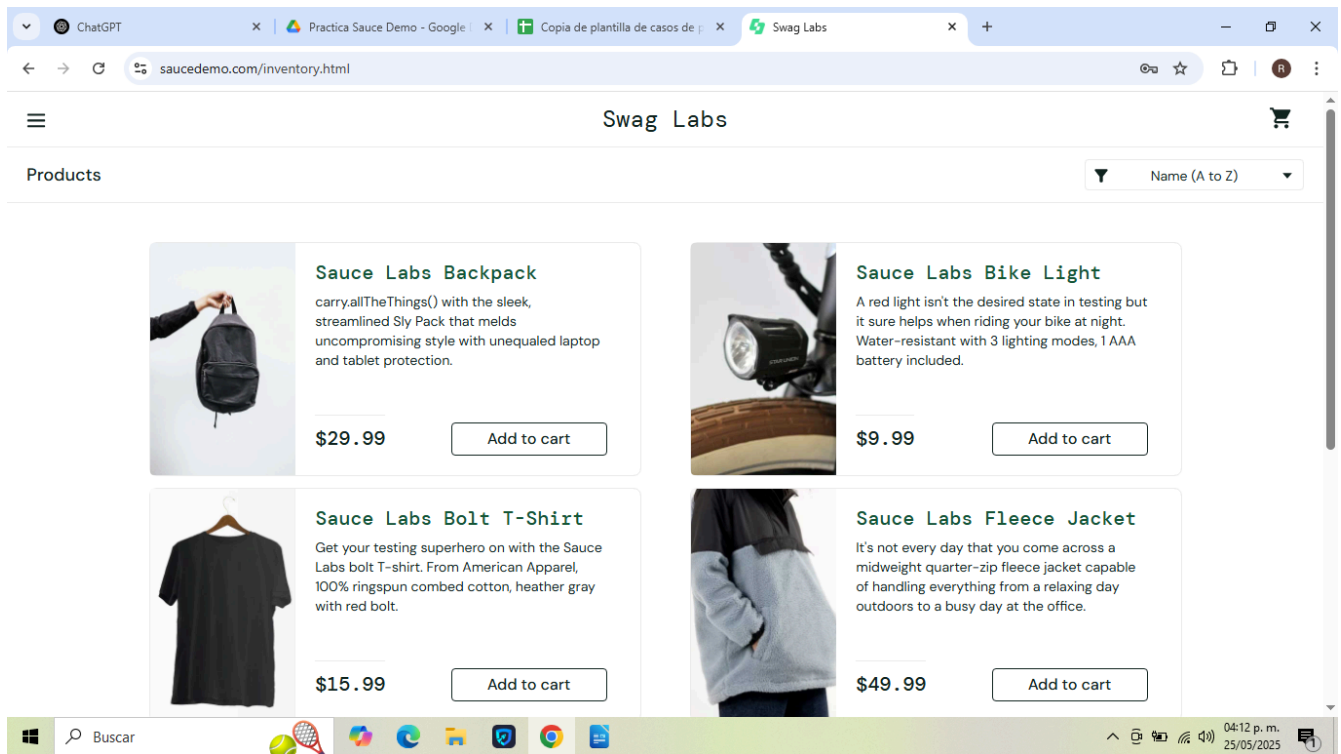 ChatGPT
Practica Sauce Demo - Google
Copia de plantilla de casos de p
Swag Labs
saucedemo.com/inventory.html
R
Swag Labs
Products
Name (A to Z)
Sauce Labs Backpack
carry.allTheThings() with the sleek,
streamlined Sly Pack that melds
uncompromising style with unequaled laptop
and tablet protection.
$29.99
Add to cart
Sauce Labs Bike Light
A red light isn't the desired state in testing but
it sure helps when riding your bike at night.
Water-resistant with 3 lighting modes, 1 AAA
battery included.
$9.99
Add to cart
Sauce Labs Bolt T-Shirt
Get your testing superhero on with the Sauce
Labs bolt T-shirt. From American Apparel,
100% ringspun combed cotton, heather gray
with red bolt.
$15.99
Add to cart
Sauce Labs Fleece Jacket
It's not every day that you come across a
midweight quarter-zip fleece jacket capable
of handling everything from a relaxing day
outdoors to a busy day at the office.
$49.99
Add to cart
Buscar
04:12 p. m.
25/05/2025
1